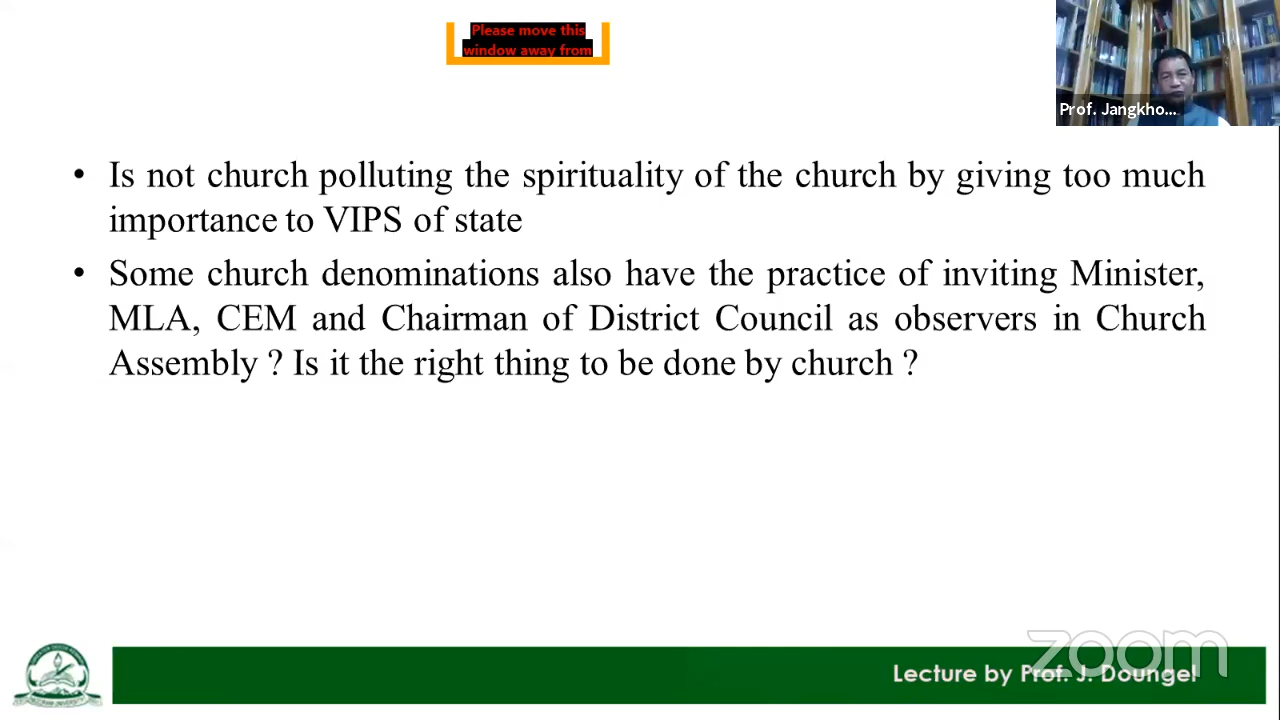 Please move this
window away from
Prof. Jangkho...
• Is not church polluting the spirituality of the church by giving too much
importance to VIPS of state
• Some church denominations also have the practice of inviting Minister,
MLA, CEM and Chairman of District Council as observers in Church
Assembly ? Is it the right thing to be done by church ?
zoom
Lecture by Prof. J. Doungel